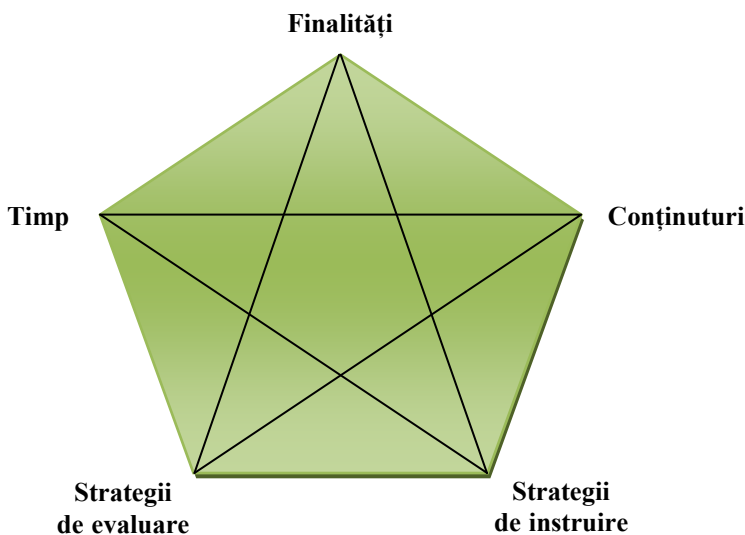 Finalități
Timp
Conținuturi
Strategii
de evaluare
Strategii
de instruire